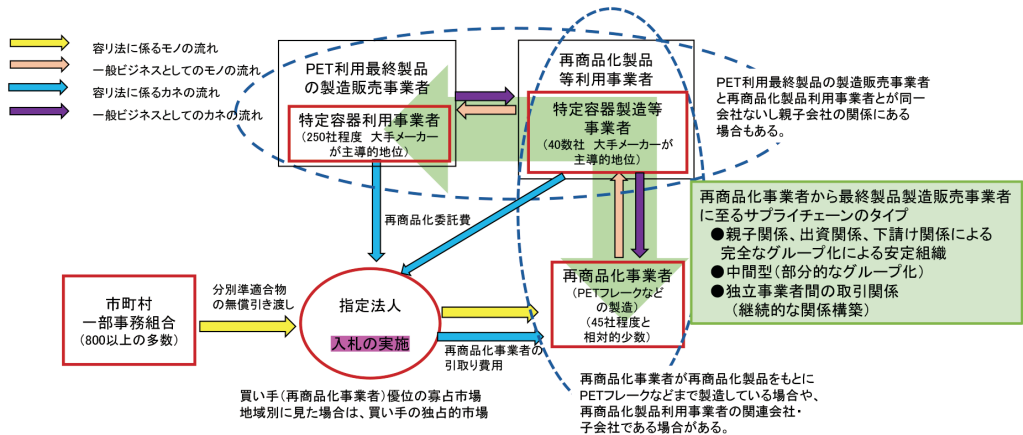 容リ法に係るモノの流れ
一般ビジネスとしてのモノの流れ
容リ法に係るカネの流れ
一般ビジネスとしてのカネの流れ
PET利用最終製品
の製造販売事業者
特定容器利用事業者
(250社程度 大手メーカー
が主導的地位)
再商品化製品
等利用事業者
特定容器製造等
事業者
(40数社 大手メーカーが
主導的地位)
PET利用最終製品の製造販売事業者
と再商品化製品利用事業者とが同一
会社ないし親子会社の関係にある
場合もある。
再商品化事業者から最終製品製造販売事業者
に至るサプライチェーンのタイプ
●親子関係、出資関係、下請け関係による
完全なグループ化による安定組織
●中間型(部分的なグループ化)
●独立事業者間の取引関係
(継続的な関係構築)
再商品化委託費
市町村
一部事務組合
(800以上の多数)
分別準適合物
の無償引き渡し
指定法人
入札の実施
再商品化事業者の
引取り費用
再商品化事業者
(PETフレークなど
の製造)
(45社程度と
相対的少数)
買い手(再商品化事業者)優位の寡占市場
地域別に見た場合は、買い手の独占的市場
再商品化事業者が再商品化製品をもとに
PETフレークなどまで製造している場合や、
再商品化製品利用事業者の関連会社・
子会社である場合がある。